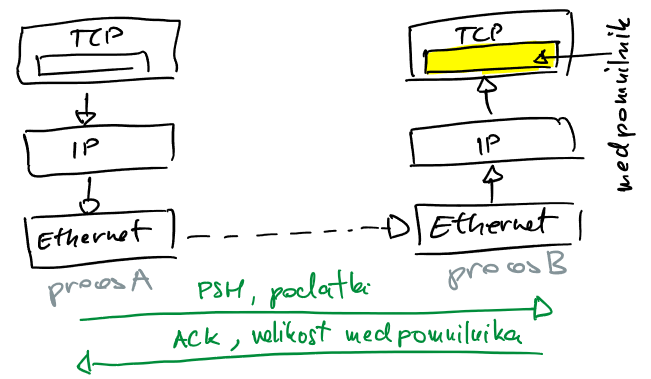 TCP
TCP
medpomnilnik
IP
IP
Ethernet
Ethernet
proces A
proces B
PSH, podatki
ACK, velikost medpomnilnika